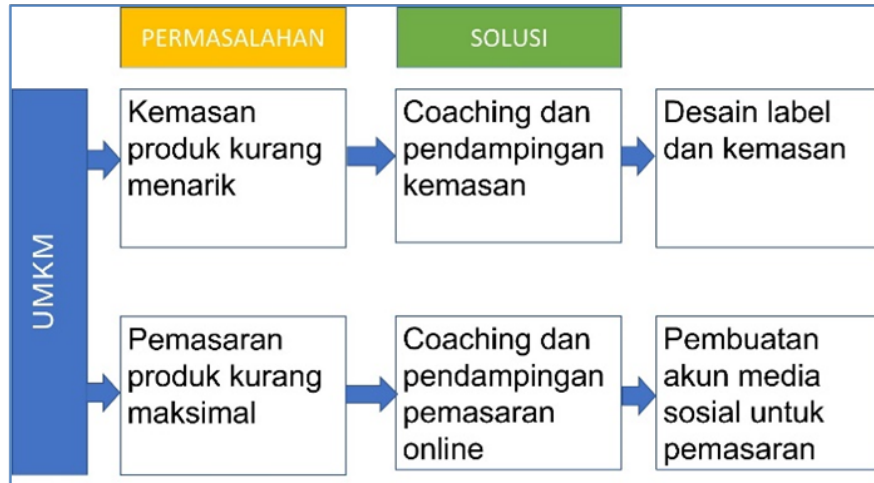 PERMASALAHAN
SOLUSI
UMKM
Kemasan
produk kurang
menarik
Coaching dan
pendampingan
kemasan
Desain label
dan kemasan
Pemasaran
produk kurang
maksimal
Coaching dan
pendampingan
pemasaran
online
Pembuatan
akun media
sosial untuk
pemasaran